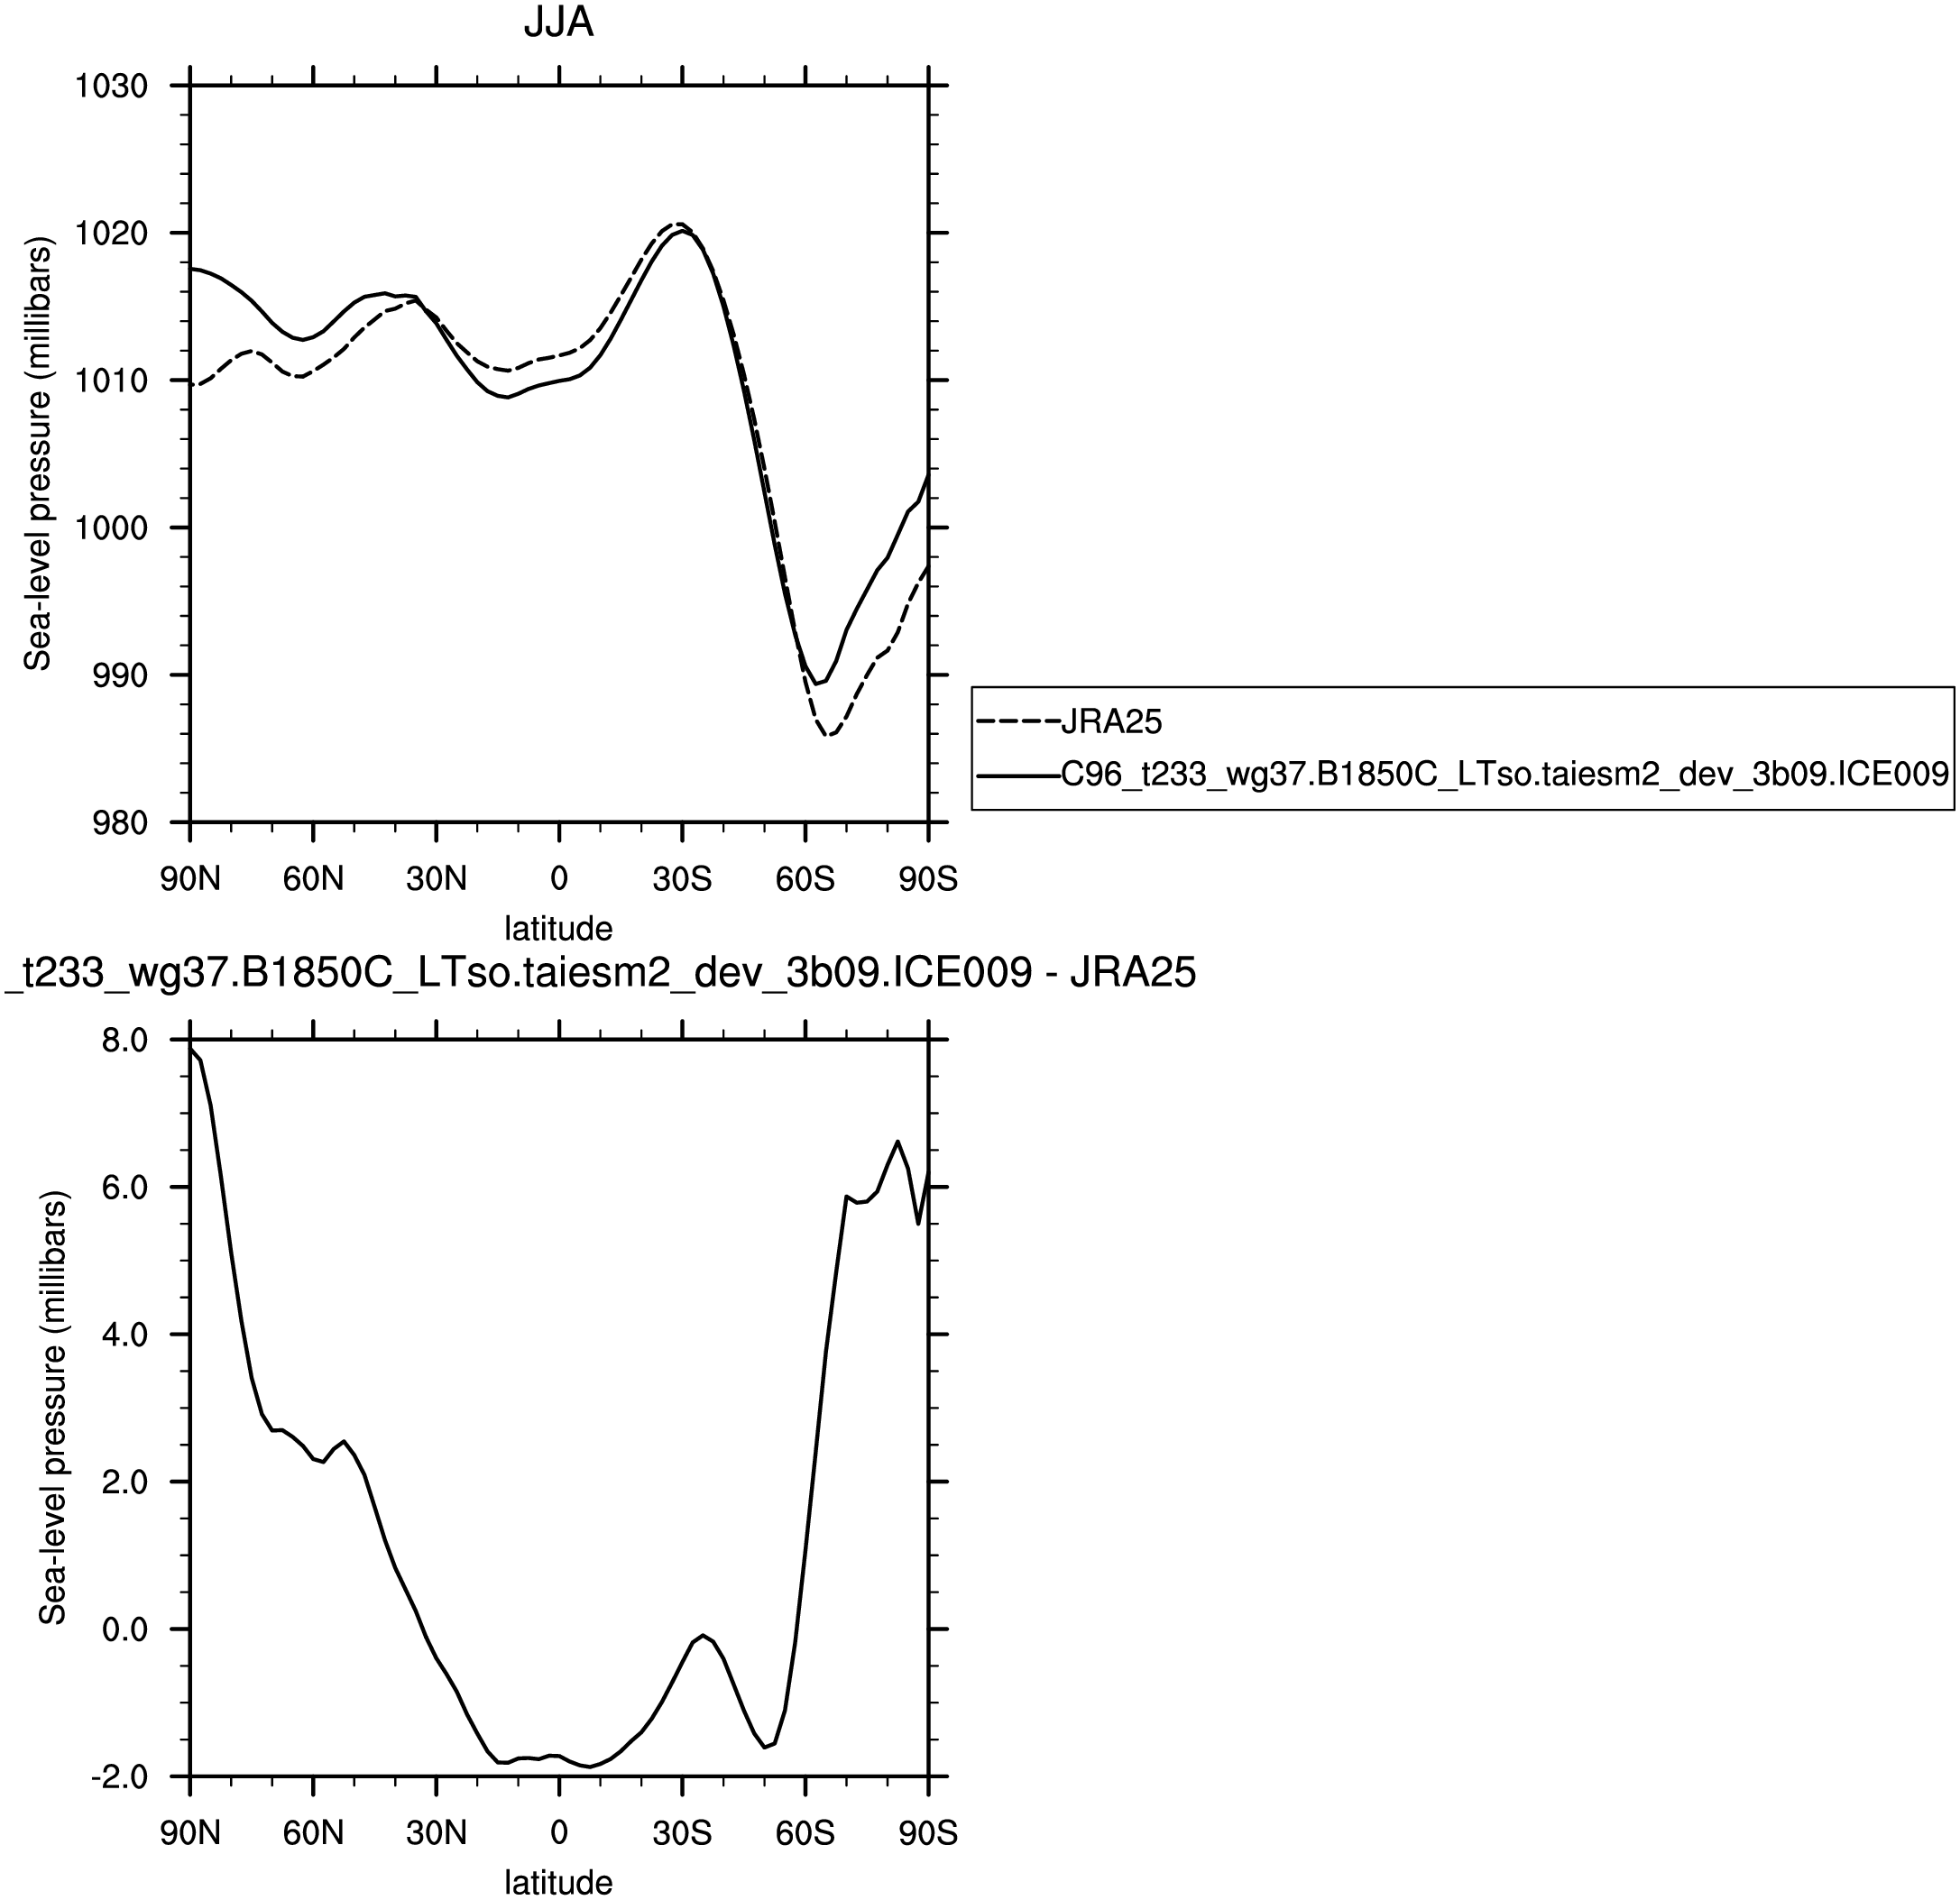 JJA
1030
1020
1010
1000
990
980
Sea-level pressure (millibars)
90N 60N 30N 0 30S 60S 90S
latitude
JRA25
C96_t233_wg37.B1850C_LTso.taiesm2_dev_3b09.ICE009
_t233_wg37.B1850C_LTso.taiesm2_dev_3b09.ICE009 - JRA25
8.0
6.0
4.0
2.0
0.0
-2.0
Sea-level pressure (millibars)
90N 60N 30N 0 30S 60S 90S
latitude